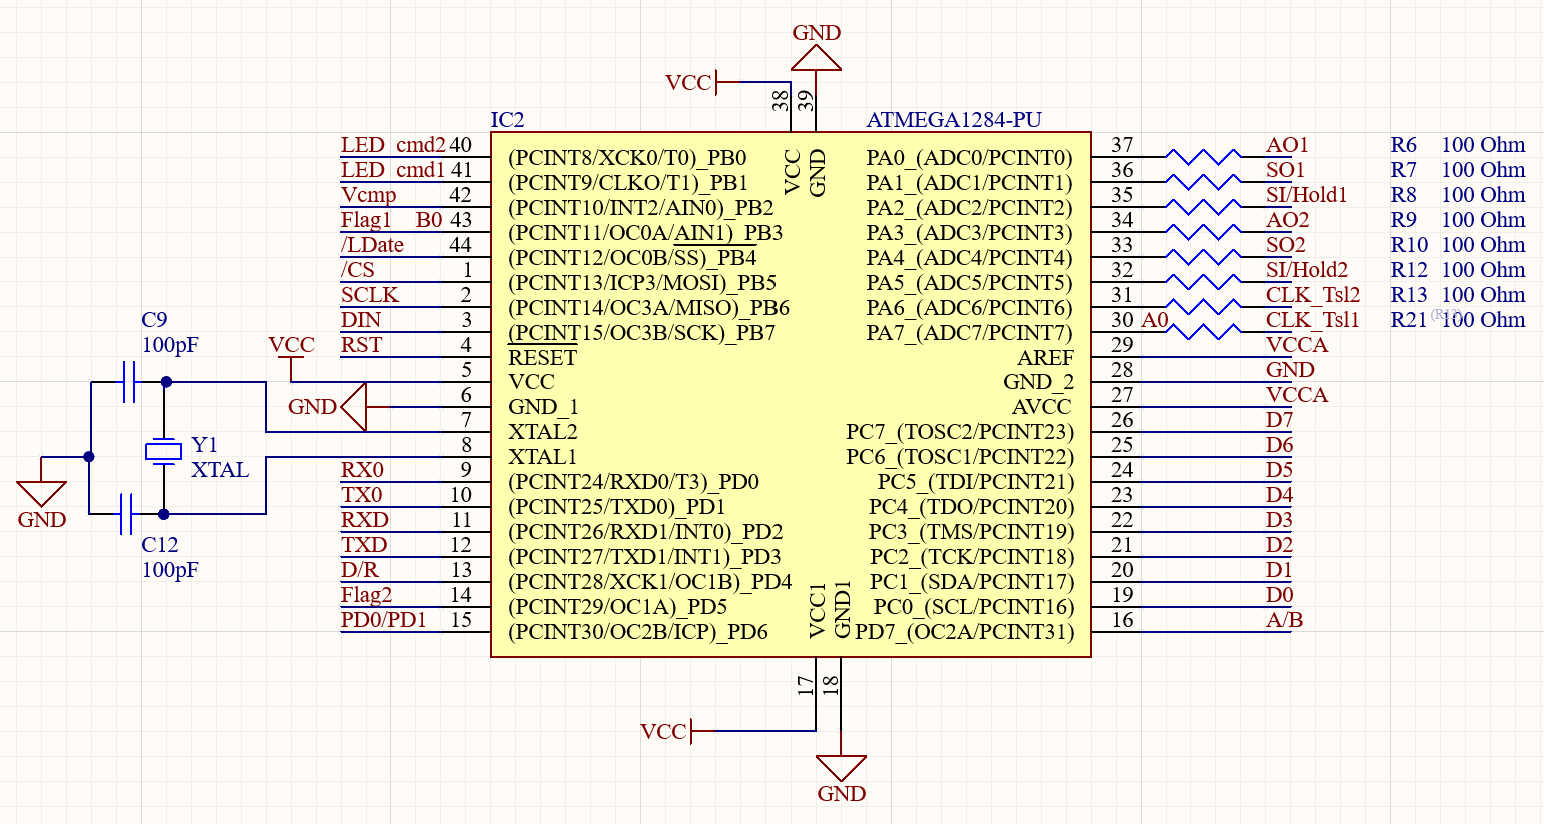 GND
VCC
38
39
IC2
ATMEGA1284-PU
LED_cmd2 40 (PCINT8/XCK0/T0)_PB0 VCC GND PA0_(ADC0/PCINT0) 37 AO1 R6 100 Ohm
LED_cmd1 41 (PCINT9/CLKO/T1)_PB1 PA1_(ADC1/PCINT1) 36 SO1 R7 100 Ohm
Vcmp 42 (PCINT10/INT2/AIN0)_PB2 PA2_(ADC2/PCINT2) 35 SI/Hold1 R8 100 Ohm
Flag1 B0 43 (PCINT11/OC0A/AIN1)_PB3 PA3_(ADC3/PCINT3) 34 AO2 R9 100 Ohm
/LDate 44 (PCINT12/OC0B/SS)_PB4 PA4_(ADC4/PCINT4) 33 SO2 R10 100 Ohm
/CS 1 (PCINT13/ICP3/MOSI)_PB5 PA5_(ADC5/PCINT5) 32 SI/Hold2 R12 100 Ohm
SCLK 2 (PCINT14/OC3A/MISO)_PB6 PA6_(ADC6/PCINT6) 31 CLK_Tsl2 R13 100 Ohm
DIN 3 (PCINT15/OC3B/SCK)_PB7 PA7_(ADC7/PCINT7) 30 A0 CLK_Tsl1 R21 100 Ohm
RST 4 RESET AREF 29 VCCA
C9
100pF
VCC
5 VCC GND_2 28 GND
GND 6 GND_1 AVCC 27 VCCA
7 XTAL2 PC7_(TOSC2/PCINT23) 26 D7
8 XTAL1 PC6_(TOSC1/PCINT22) 25 D6
Y1
XTAL
RX0 9 (PCINT24/RXD0/T3)_PD0 PC5_(TDI/PCINT21) 24 D5
TX0 10 (PCINT25/TXD0)_PD1 PC4_(TDO/PCINT20) 23 D4
GND
RXD 11 (PCINT26/RXD1/INT0)_PD2 PC3_(TMS/PCINT19) 22 D3
C12
100pF
TXD 12 (PCINT27/TXD1/INT1)_PD3 PC2_(TCK/PCINT18) 21 D2
D/R 13 (PCINT28/XCK1/OC1B)_PD4 PC1_(SDA/PCINT17) 20 D1
Flag2 14 (PCINT29/OC1A)_PD5 VCC1 GND1 PC0_(SCL/PCINT16) 19 D0
PD0/PD1 15 (PCINT30/OC2B/ICP)_PD6 PD7_(OC2A/PCINT31) 16 A/B
17
18
VCC
GND